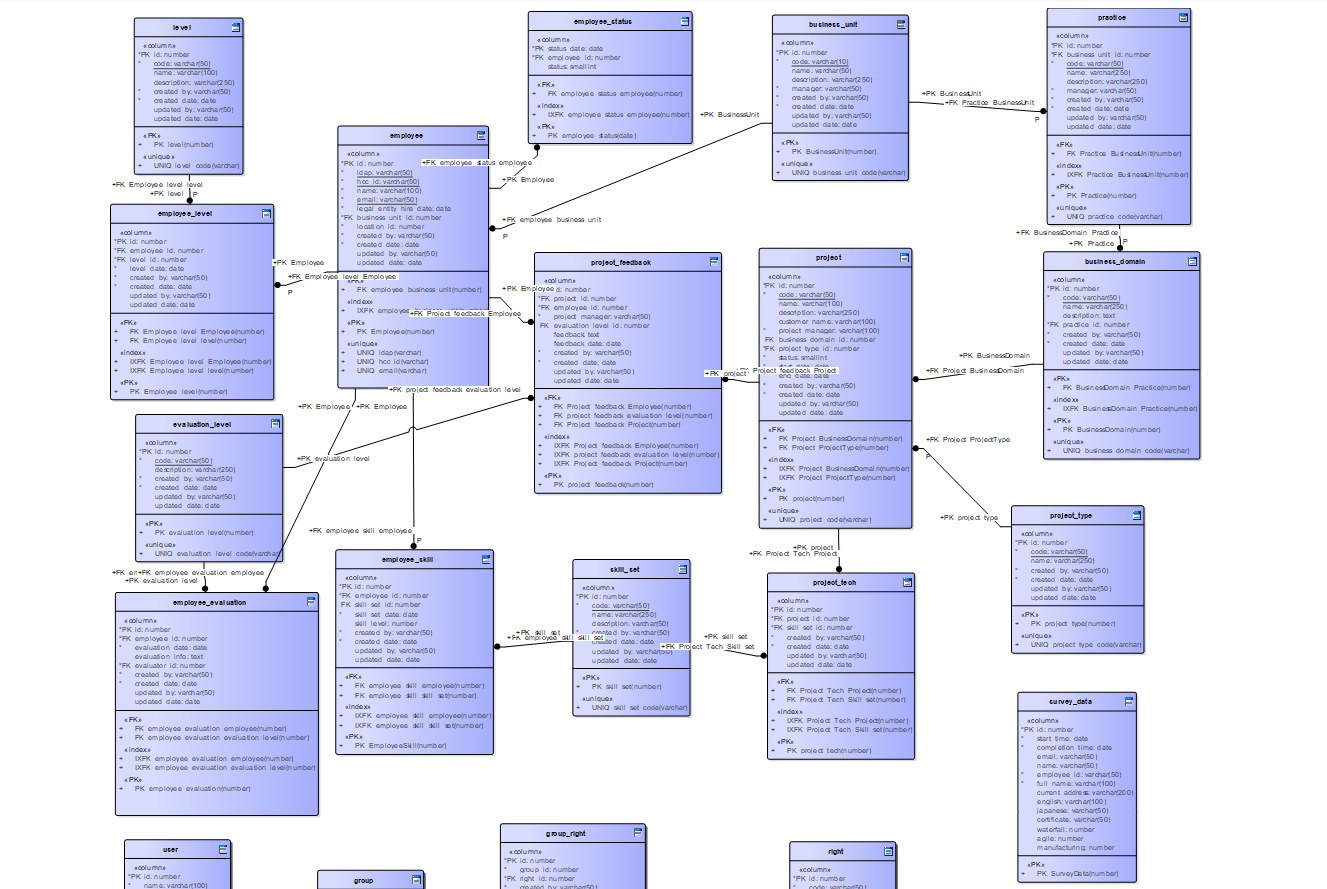 level
«column»
*PK id: number
* code: varchar(50)
name: varchar(100)
description: varchar(250)
* created by: varchar(50)
* created date: date
updated by: varchar(50)
updated date: date
«PK»
+ PK level(number)
«unique»
+ UNIQ level code(varchar)
+FK Employee level level
+PK level
P
employee_level
«column»
*PK id: number
*FK employee id: number
*FK level id: number
* level date: date
* created by: varchar(50)
* created date: date
updated by: varchar(50)
updated date: date
«FK»
+ FK Employee level Employee(number)
+ FK Employee level level(number)
«index»
+ IXFK Employee level Employee(number)
+ IXFK Employee level level(number)
«PK»
+ PK Employee level(number)
employee_status
«column»
*PK status date: date
*FK employee id: number
status: smallint
«FK»
+ FK employee status employee(number)
«index»
+ IXFK employee status employee(number)
«PK»
+ PK employee status(date)
+FK employee status employee
+PK Employee
employee
«column»
*PK id: number
* ldap: varchar(50)
* hcc id: varchar(50)
* name: varchar(100)
* email: varchar(50)
* legal entity hire date: date
*FK business unit id: number
* location id: number
* created by: varchar(50)
* created date: date
updated by: varchar(50)
updated date: date
+ FK employee business unit(number)
«index»
«PK»
+ PK Employee(number)
«unique»
+ UNIQ ldap(varchar)
+ UNIQ hcc id(varchar)
+ UNIQ email(varchar)
+PK Employee
+FK Employee level Employee
P
business_unit
«column»
*PK id: number
* code: varchar(10)
name: varchar(50)
description: varchar(250)
* manager: varchar(50)
* created by: varchar(50)
* created date: date
updated by: varchar(50)
updated date: date
«PK»
+ PK BusinessUnit(number)
«unique»
+ UNIQ business unit code(varchar)
+PK BusinessUnit
+FK employee business unit
P
+PK BusinessUnit
+FK Practice BusinessUnit
P
practice
«column»
*PK id: number
*FK business unit id: number
* code: varchar(50)
name: varchar(250)
description: varchar(250)
* manager: varchar(50)
* created by: varchar(50)
* created date: date
updated by: varchar(50)
updated date: date
«FK»
+ FK Practice BusinessUnit(number)
«index»
+ IXFK Practice BusinessUnit(number)
«PK»
+ PK Practice(number)
«unique»
+ UNIQ practice code(varchar)
+FK BusinessDomain Practice
+PK Practice
P
business_domain
«column»
*PK id: number
* code: varchar(50)
name: varchar(250)
description: text
*FK practice id: number
* created by: varchar(50)
* created date: date
updated by: varchar(50)
updated date: date
«FK»
+ FK BusinessDomain Practice(number)
«index»
+ IXFK BusinessDomain Practice(number)
«PK»
+ PK BusinessDomain(number)
«unique»
+ UNIQ business domain code(varchar)
+PK BusinessDomain
+FK Project BusinessDomain
project_feedback
«column»
*FK project id: number
*FK employee id: number
* project manager: varchar(50)
FK evaluation level id: number
feedback text
feedback date: date
* created by: varchar(50)
* created date: date
updated by: varchar(50)
updated date: date
«FK»
+ FK Project feedback Employee(number)
+ FK project feedback evaluation level(number)
+ FK Project feedback Project(number)
«index»
+ IXFK Project feedback Employee(number)
+ IXFK project feedback evaluation level(number)
+ IXFK Project feedback Project(number)
«PK»
+ PK project feedback(number)
+PK Employee
+FK Project feedback Employee
+FK project feedback evaluation level
+PK evaluation level
+PK project
Project feedback Project
project
«column»
*PK id: number
* code: varchar(50)
name: varchar(100)
description: varchar(250)
customer name: varchar(100)
* project manager: varchar(100)
FK business domain id: number
*FK project type id: number
* status: smallint
end date: date
* created by: varchar(50)
* created date: date
updated by: varchar(50)
updated date: date
«FK»
+ FK Project BusinessDomain(number)
+ FK Project ProjectType(number)
«index»
+ IXFK Project BusinessDomain(number)
+ IXFK Project ProjectType(number)
«PK»
+ PK project(number)
«unique»
+ UNIQ project code(varchar)
+FK Project ProjectType
P
+PK project type
project_type
«column»
*PK id: number
* code: varchar(50)
name: varchar(250)
* created by: varchar(50)
* created date: date
updated by: varchar(50)
updated date: date
«PK»
+ PK project type(number)
«unique»
+ UNIQ project type code(varchar)
evaluation_level
«column»
*PK id: number
* code: varchar(50)
description: varchar(250)
* created by: varchar(50)
* created date: date
updated by: varchar(50)
updated date: date
«PK»
+ PK evaluation level(number)
«unique»
+ UNIQ evaluation level code(varchar
+PK Employee
+PK Employee
+FK employee evaluation employee
+PK evaluation level
employee_evaluation
«column»
*PK id: number
*FK employee id: number
* evaluation date: date
evaluation info: text
*FK evaluator id: number
* created by: varchar(50)
* created date: date
updated by: varchar(50)
updated date: date
«FK»
+ FK employee evaluation employee(number)
+ FK employee evaluation evaluation level(number)
«index»
+ IXFK employee evaluation employee(number)
+ IXFK employee evaluation evaluation level(number)
«PK»
+ PK employee evaluation(number)
+FK employee skill employee
P
employee_skill
«column»
*PK id: number
*FK employee id: number
FK skill set id: number
* skill set date: date
skill level: number
* created by: varchar(50)
* created date: date
updated by: varchar(50)
updated date: date
«FK»
+ FK employee skill employee(number)
+ FK employee skill skill set(number)
«index»
+ IXFK employee skill employee(number)
+ IXFK employee skill skill set(number)
«PK»
+ PK EmployeeSkill(number)
+PK skill set
+FK employee skill skill set
skill_set
«column»
*PK id: number
* code: varchar(50)
name: varchar(250)
description: varchar(50)
created by: varchar(50)
created date: date
updated by: varchar(50)
updated date: date
«PK»
+ PK skill set(number)
«unique»
+ UNIQ skill set code(varchar)
+PK skill set
+FK Project Tech Skill set
+PK project
+FK Project Tech Project
project_tech
«column»
*PK id: number
*FK project id: number
*FK skill set id: number
* created by: varchar(50)
* created date: date
updated by: varchar(50)
updated date: date
«FK»
+ FK Project Tech Project(number)
+ FK Project Tech Skill set(number)
«index»
+ IXFK Project Tech Project(number)
+ IXFK Project Tech Skill set(number)
«PK»
+ PK project tech(number)
survey_data
«column»
*PK id: number
* start time: date
* completion time: date
email: varchar(50)
name: varchar(50)
* employee id: varchar(50)
* full name: varchar(100)
current address: varchar(200)
english: varchar(100)
japanese: varchar(50)
certificate: varchar(50)
waterfall: number
agile: number
manufacturing: number
«PK»
+ PK SurveyData(number)
user
«column»
*PK id: number
* name: varchar(100)
group
group_right
«column»
*PK id: number
* group id: number
*FK right id: number
right
«column»
*PK id: number